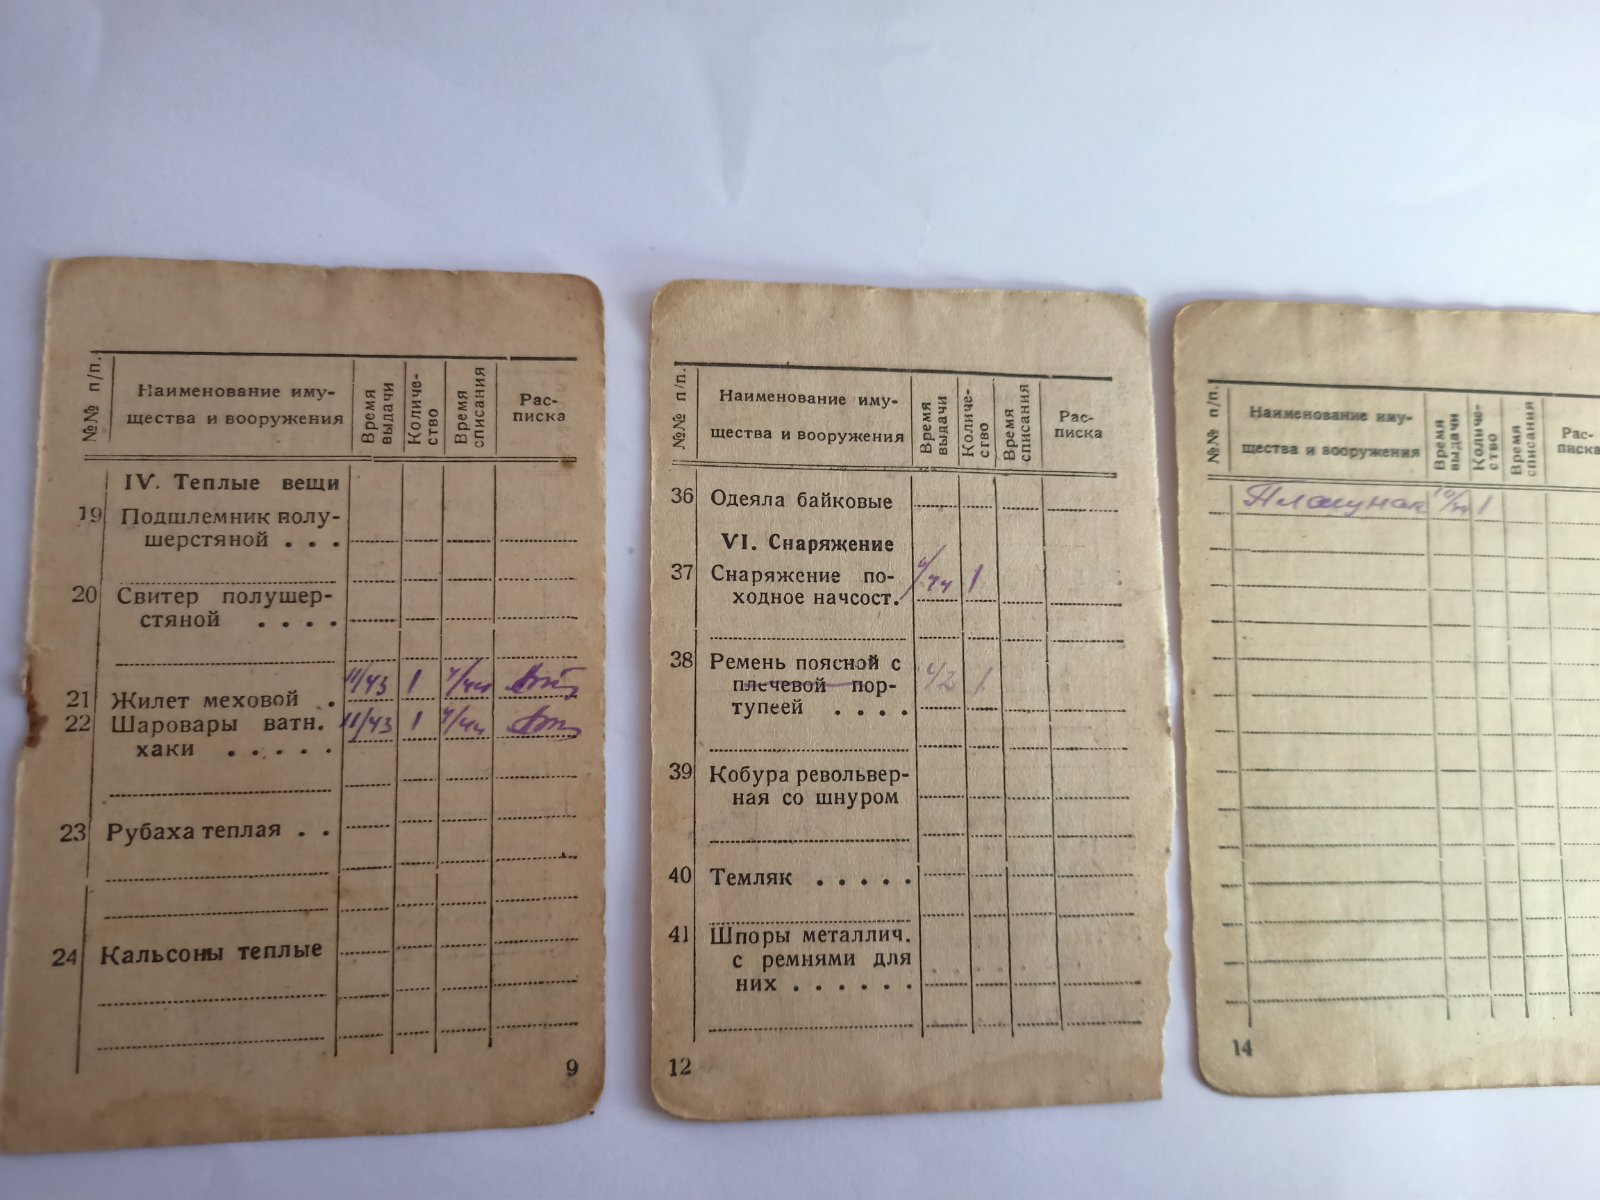 №№ п/п.
Наименование иму-
щества и вооружения
Время
выдачи
Количе-
ство
Время
списания
Рас-
писка
IV. Теплые вещи
19 Подшлемник полу-
шерстяной . . .
20 Свитер полушер-
стяной . . . .
21 Жилет меховой . 11/43 1 4/44
22 Шаровары ватн. 11/43 1 4/44
хаки . . . . .
23 Рубаха теплая . .
24 Кальсоны теплые
9
№№ п/п.
Наименование иму-
щества и вооружения
Время
выдачи
Количе-
ство
Время
списания
Рас-
писка
36 Одеяла байковые
VI. Снаряжение
37 Снаряжение по-
ходное начсост. 4/44 1
38 Ремень поясной с
плечевой пор- 42 1
тупеей . . . .
39 Кобура револьвер-
ная со шнуром
40 Темляк . . . . .
41 Шпоры металлич.
с ремнями для
них . . . . . .
12
№№ п/п.
Наименование иму-
щества и вооружения
Время
выдачи
Количе-
ство
Время
списания
Рас-
писка
1
14